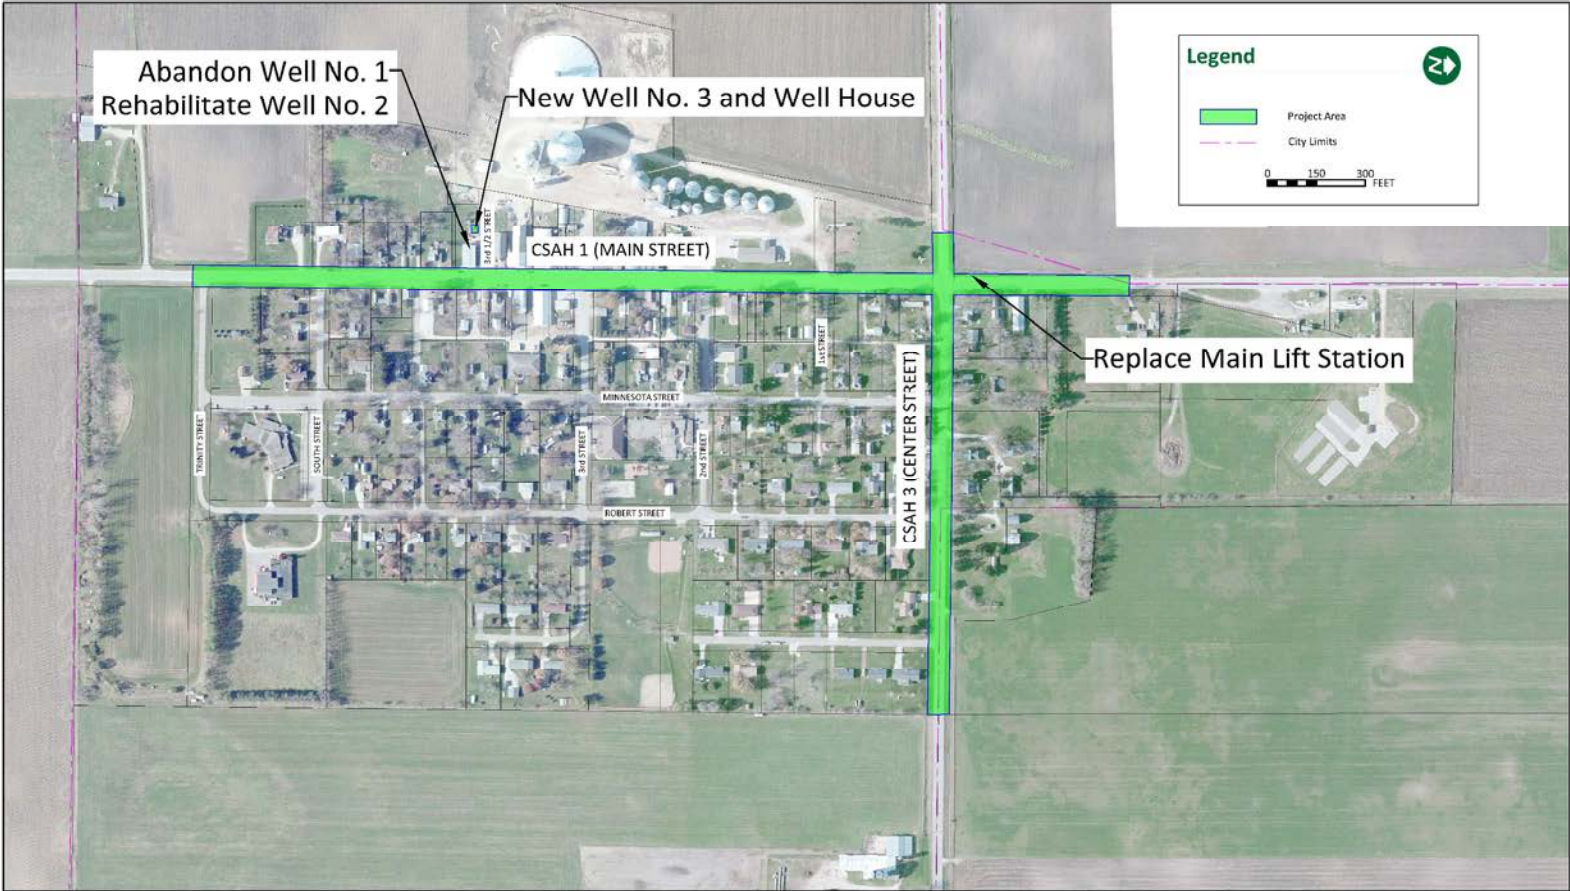 Abandon Well No. 1
Rehabilitate Well No. 2
New Well No. 3 and Well House
Legend
N
Project Area
City Limits
0 150 300
FEET
3rd 1/2 STREET
CSAH 1 (MAIN STREET)
1st STREET
Replace Main Lift Station
CSAH 3 (CENTER STREET)
MINNESOTA STREET
TRINITY STREET
SOUTH STREET
3rd STREET
2nd STREET
ROBERT STREET